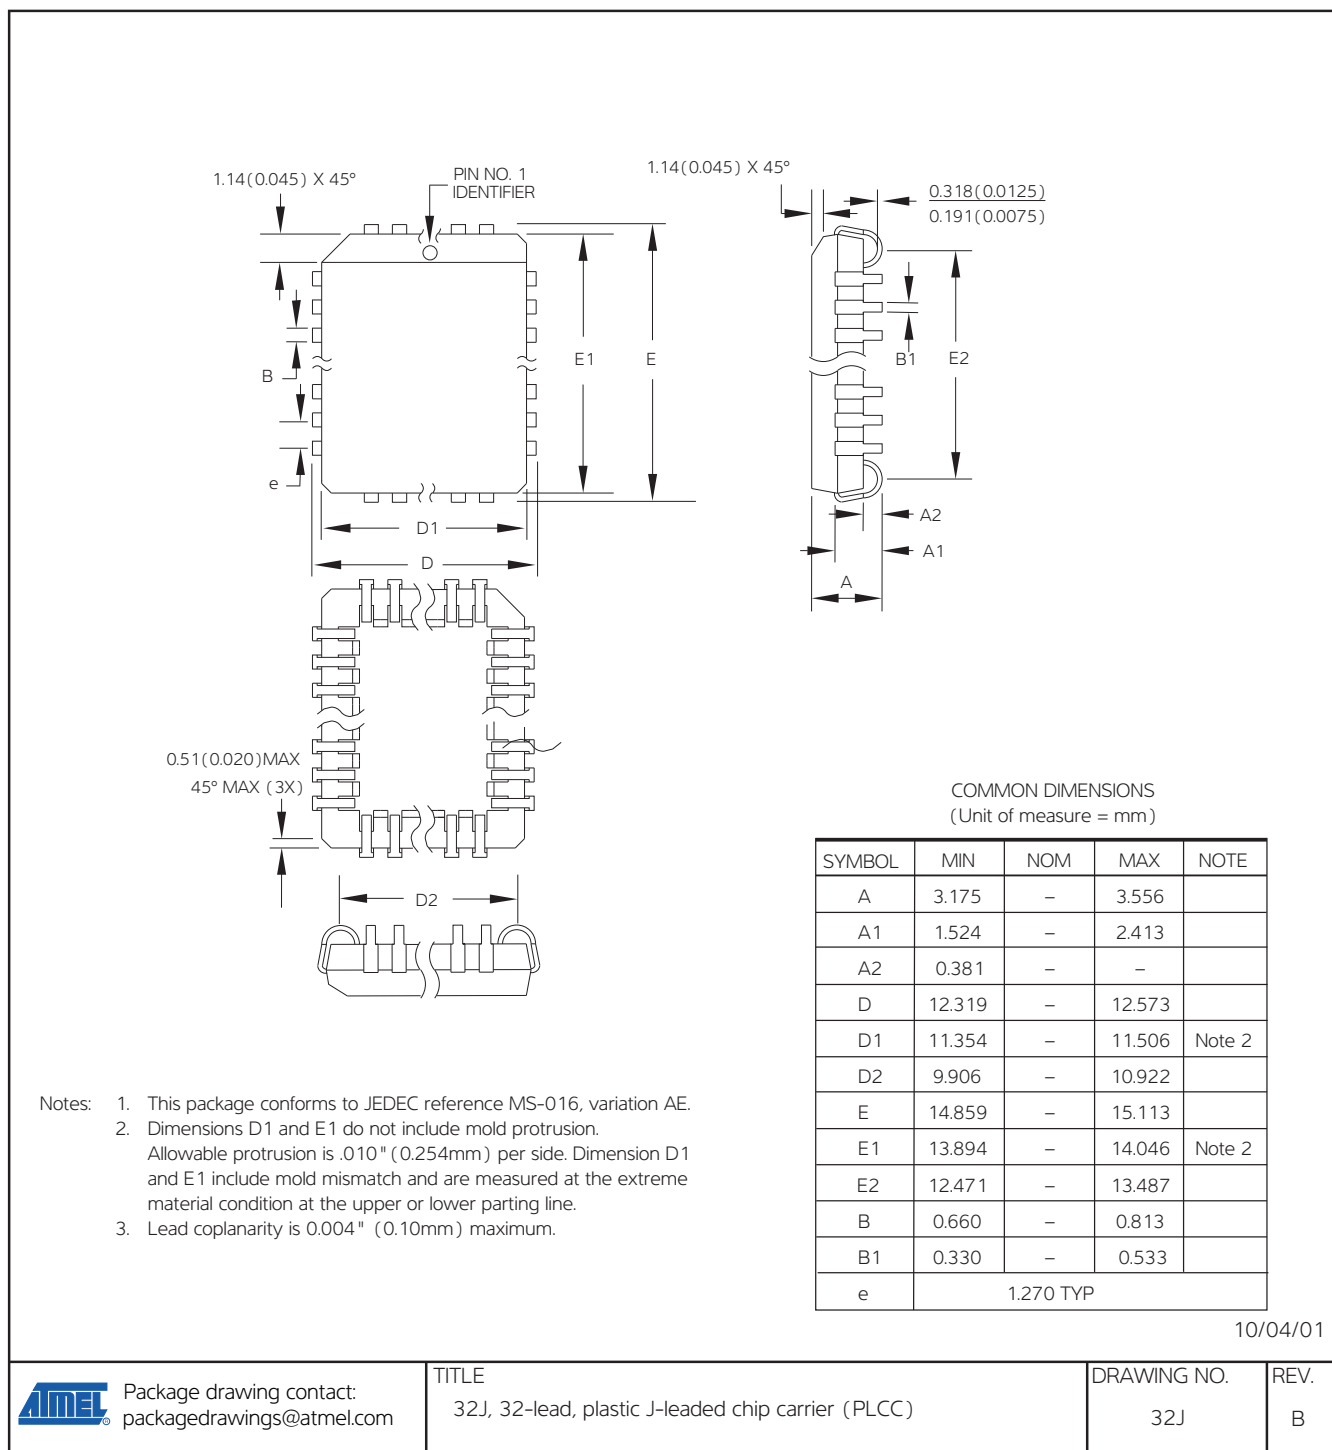 1.14(0.045) X 45°
PIN NO. 1
IDENTIFIER
1.14(0.045) X 45°
0.318(0.0125)
0.191(0.0075)
B
e
E1
E
B1
E2
D1
D
A2
A1
A
0.51(0.020)MAX
45° MAX (3X)
D2
COMMON DIMENSIONS
(Unit of measure = mm)
SYMBOL MIN NOM MAX NOTE
A 3.175 – 3.556
A1 1.524 – 2.413
A2 0.381 – –
D 12.319 – 12.573
D1 11.354 – 11.506 Note 2
D2 9.906 – 10.922
E 14.859 – 15.113
E1 13.894 – 14.046 Note 2
E2 12.471 – 13.487
B 0.660 – 0.813
B1 0.330 – 0.533
e 1.270 TYP
Notes: 1. This package conforms to JEDEC reference MS-016, variation AE.
2. Dimensions D1 and E1 do not include mold protrusion.
Allowable protrusion is .010"(0.254mm) per side. Dimension D1
and E1 include mold mismatch and are measured at the extreme
material condition at the upper or lower parting line.
3. Lead coplanarity is 0.004" (0.10mm) maximum.
10/04/01
ATMEL ®
Package drawing contact:
packagedrawings@atmel.com
TITLE
32J, 32-lead, plastic J-leaded chip carrier (PLCC)
DRAWING NO.
32J
REV.
B